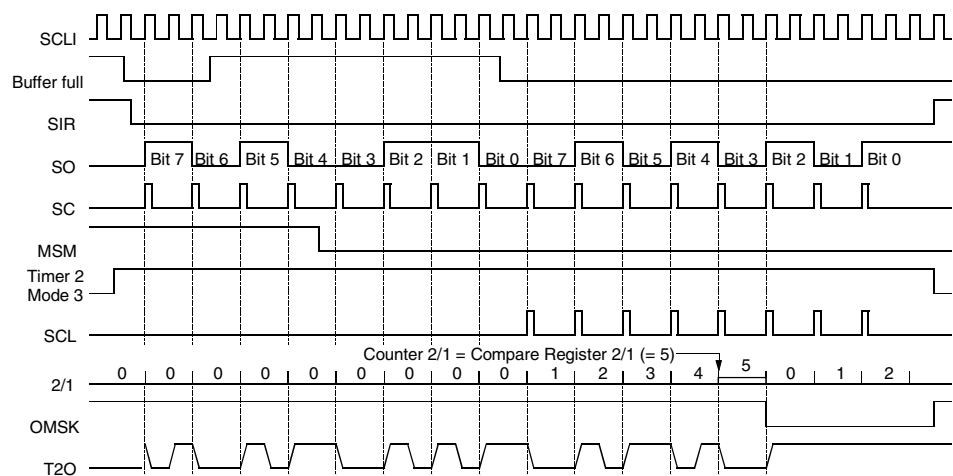 SCLI
Buffer full
SIR
SO
Bit 7 Bit 6 Bit 5 Bit 4 Bit 3 Bit 2 Bit 1 Bit 0 Bit 7 Bit 6 Bit 5 Bit 4 Bit 3 Bit 2 Bit 1 Bit 0
SC
MSM
Timer 2
Mode 3
SCL
Counter 2/1 = Compare Register 2/1 (= 5)
0 0 0 0 0 0 0 0 0 1 2 3 4 5 0 1 2
2/1
OMSK
T2O